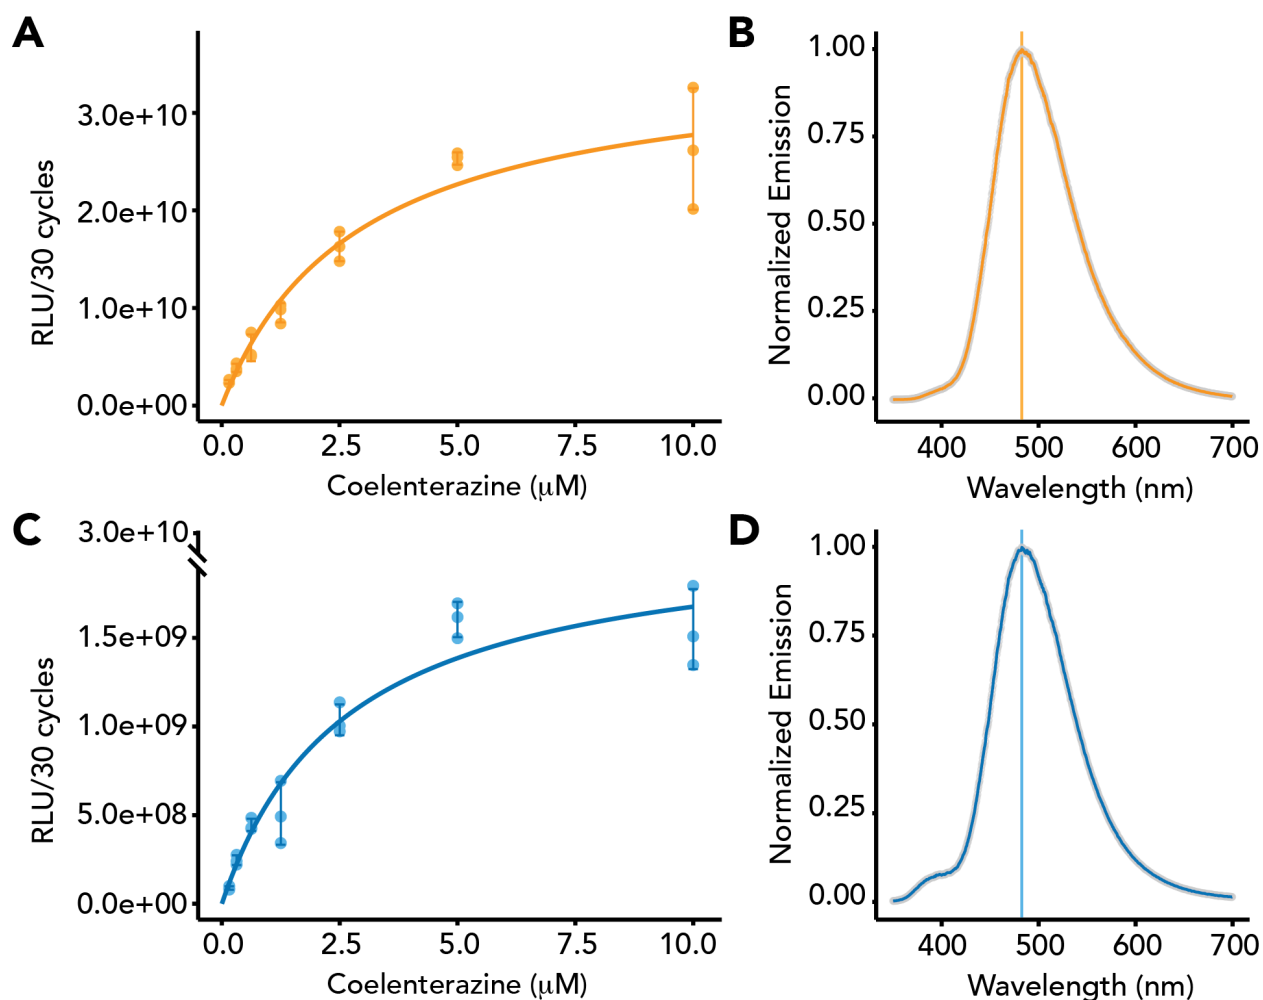 A
RLU/30 cycles
3.0e+10
2.0e+10
1.0e+10
0.0e+00
0.0 2.5 5.0 7.5 10.0
Coelenterazine (μM)
B
Normalized Emission
1.00
0.75
0.50
0.25
0.00
400 500 600 700
Wavelength (nm)
C
RLU/30 cycles
3.0e+10
1.5e+09
1.0e+09
5.0e+08
0.0e+00
0.0 2.5 5.0 7.5 10.0
Coelenterazine (μM)
D
Normalized Emission
1.00
0.75
0.50
0.25
0.00
400 500 600 700
Wavelength (nm)